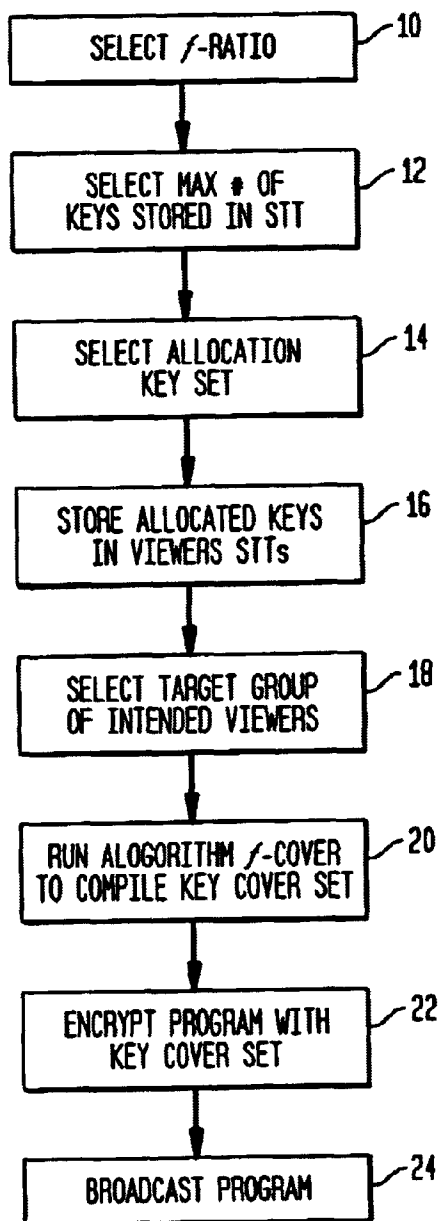 SELECT f-RATIO
10
SELECT MAX # OF
KEYS STORED IN STT
12
SELECT ALLOCATION
KEY SET
14
STORE ALLOCATED KEYS
IN VIEWERS STTs
16
SELECT TARGET GROUP
OF INTENDED VIEWERS
18
RUN ALOGORITHM f-COVER
TO COMPILE KEY COVER SET
20
ENCRYPT PROGRAM WITH
KEY COVER SET
22
BROADCAST PROGRAM
24